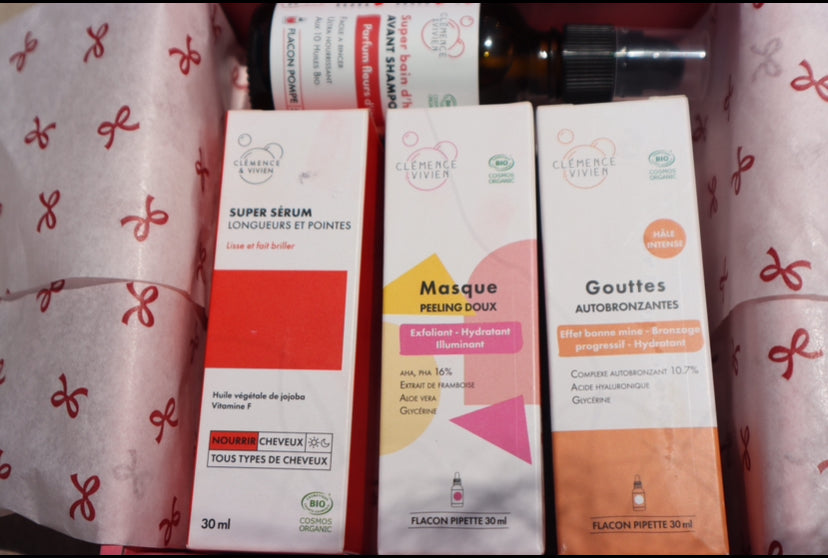 CLÉMENCE
& VIVIEN
Super bain d'h
AVANT SHAMPO
Parfum fleurs d'
Ultra nourrissant
Aux 10 Huiles Bio
FLACON POMPE
CLÉMENCE
& VIVIEN
SUPER SÉRUM
LONGUEURS ET POINTES
Lisse et fait briller
Huile végétale de jojoba
Vitamine F
NOURRIR CHEVEUX
TOUS TYPES DE CHEVEUX
BIO
COSMOS
ORGANIC
30 ml
CLÉMENCE
& VIVIEN
BIO
COSMOS
ORGANIC
Masque
PEELING DOUX
Exfoliant - Hydratant
Illuminant
AHA, PHA 16%
Extrait de framboise
Aloe vera
Glycérine
FLACON PIPETTE 30 ml
CLÉMENCE
& VIVIEN
BIO
COSMOS
ORGANIC
HÂLE
INTENSE
Gouttes
AUTOBRONZANTES
Effet bonne mine - Bronzage
progressif - Hydratant
Complexe autobronzant 10.7%
Acide hyaluronique
Glycérine
FLACON PIPETTE 30 ml